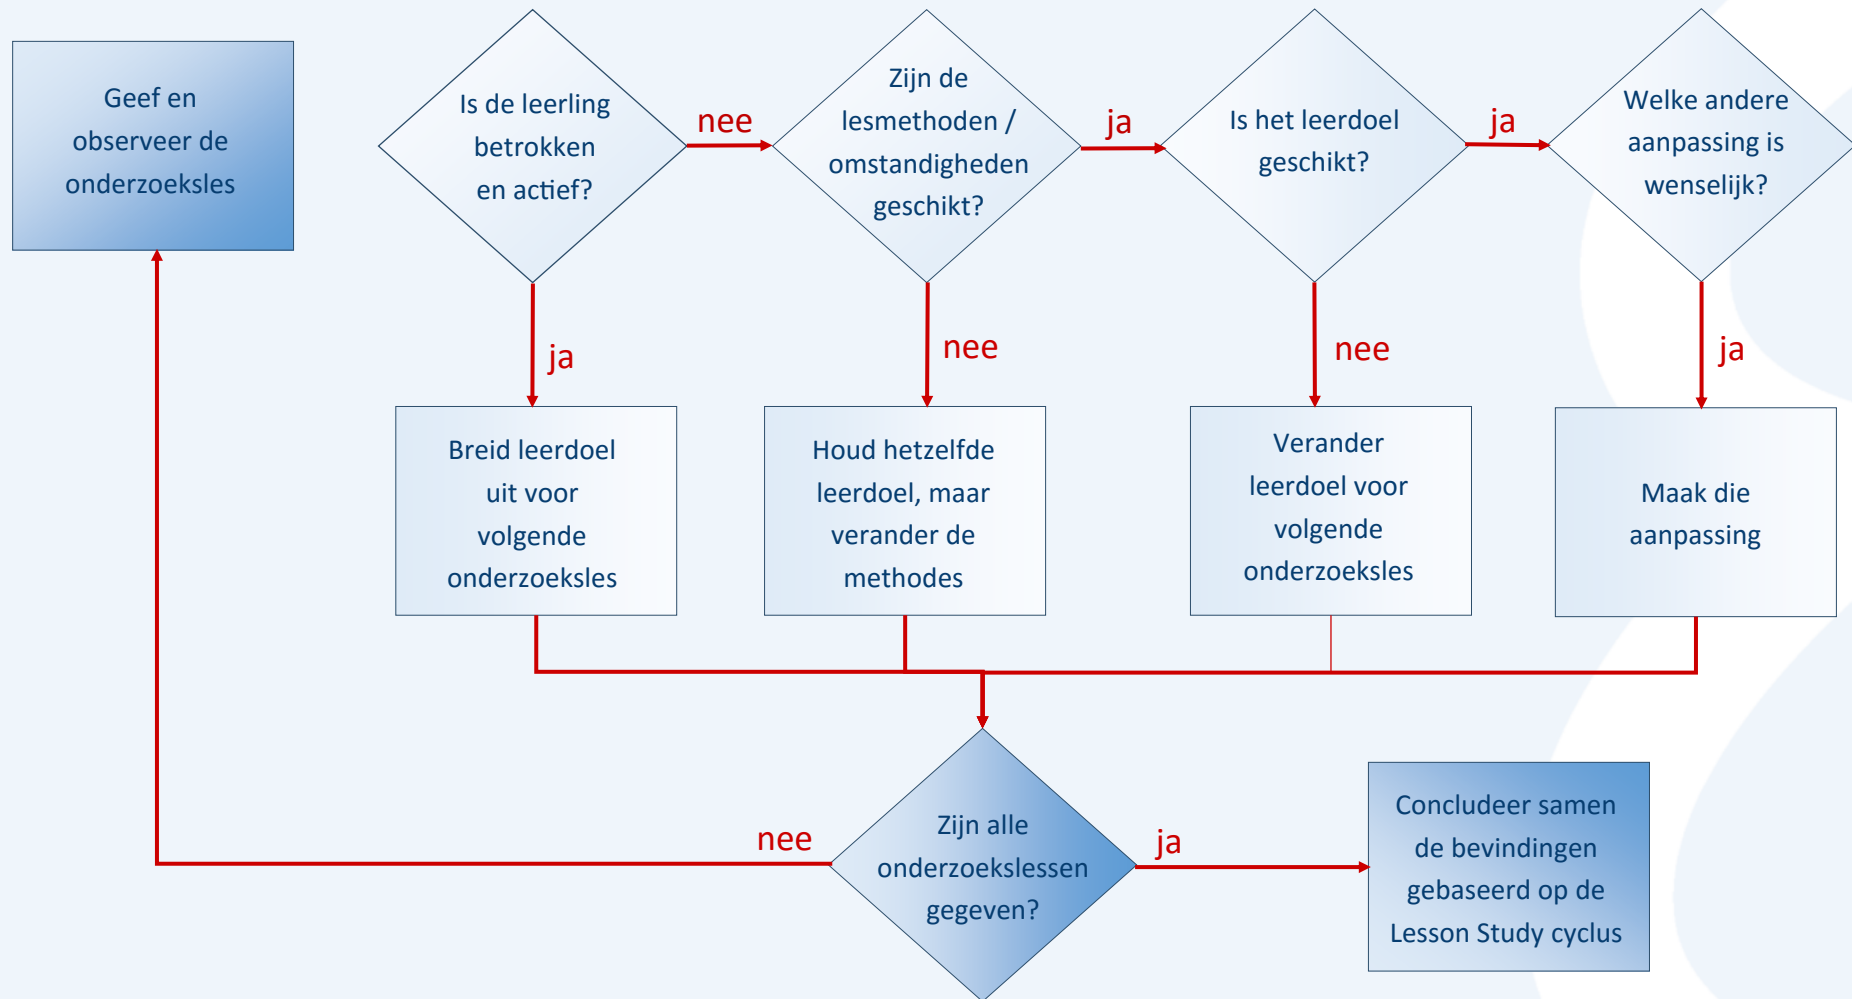 Geef en
observeer de
onderzoeksles
Is de leerling
betrokken
en actief?
nee
Zijn de
lesmethoden /
omstandigheden
geschikt?
ja
Is het leerdoel
geschikt?
ja
Welke andere
aanpassing is
wenselijk?
ja
nee
nee
ja
Breid leerdoel
uit voor
volgende
onderzoeksles
Houd hetzelfde
leerdoel, maar
verander de
methodes
Verander
leerdoel voor
volgende
onderzoeksles
Maak die
aanpassing
nee
Zijn alle
onderzoekslessen
gegeven?
ja
Concludeer samen
de bevindingen
gebaseerd op de
Lesson Study cyclus